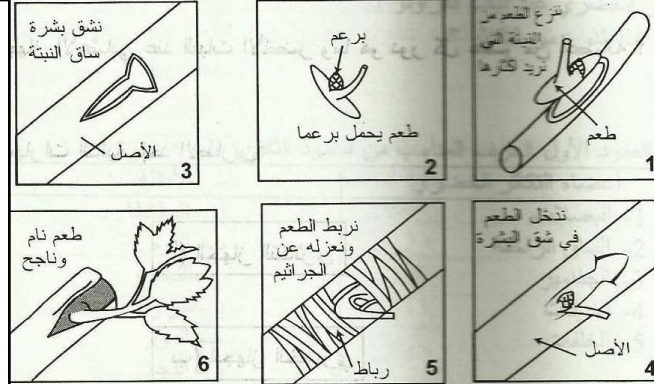 ننزع الطعم من
النبتة التي
نريد اكثارها
طعم
1
برعم
طعم يحمل برعما
2
نشق بشرة
ساق النبتة
الأصل
3
ندخل الطعم
في شق البشرة
الأصل
4
نربط الطعم
ونعزله عن
الجراثيم
رباط
5
طعم نام
وناجح
6